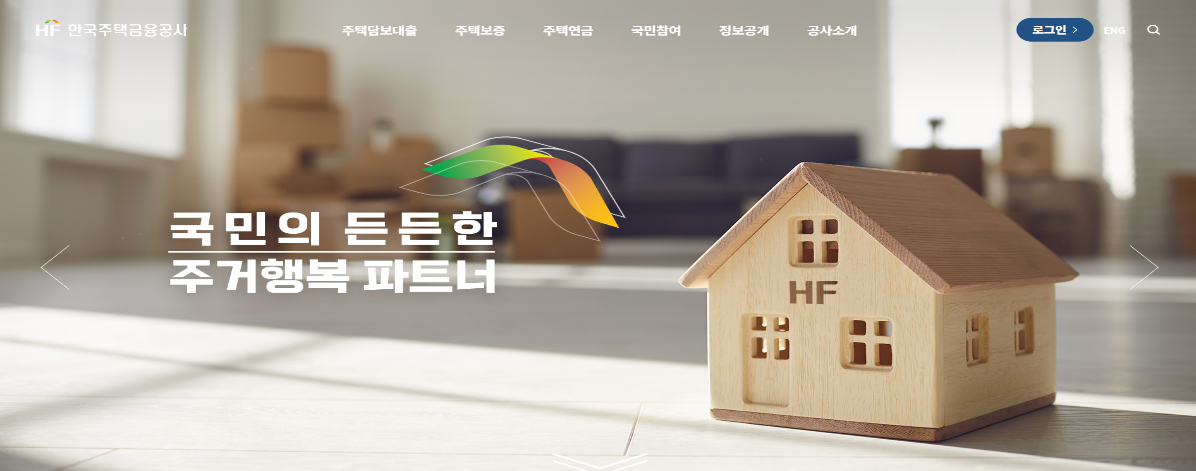 HF 한국주택금융공사
주택담보대출 주택보증 주택연금 국민참여 정보공개 공사소개
로그인 ENG
국민의 든든한
주거행복 파트너
HF